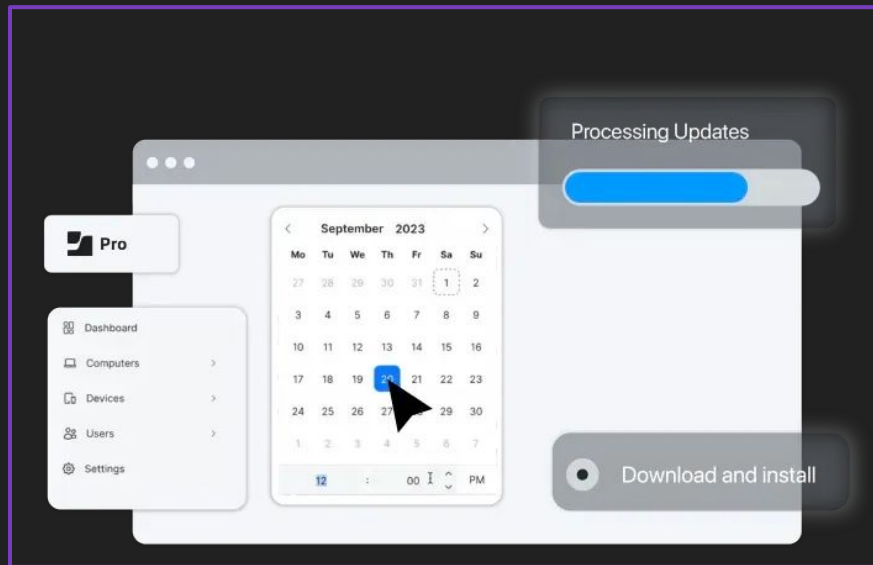 Processing Updates
Pro
Dashboard
Computers
Devices
Users
Settings
September 2023
Mo Tu We Th Fr Sa Su
27 28 29 30 31 1 2
3 4 5 6 7 8 9
10 11 12 13 14 15 16
17 18 19 20 21 22 23
24 25 26 27 29 30
1 2 3 4 5 6 7
12 : 00 PM
Download and install